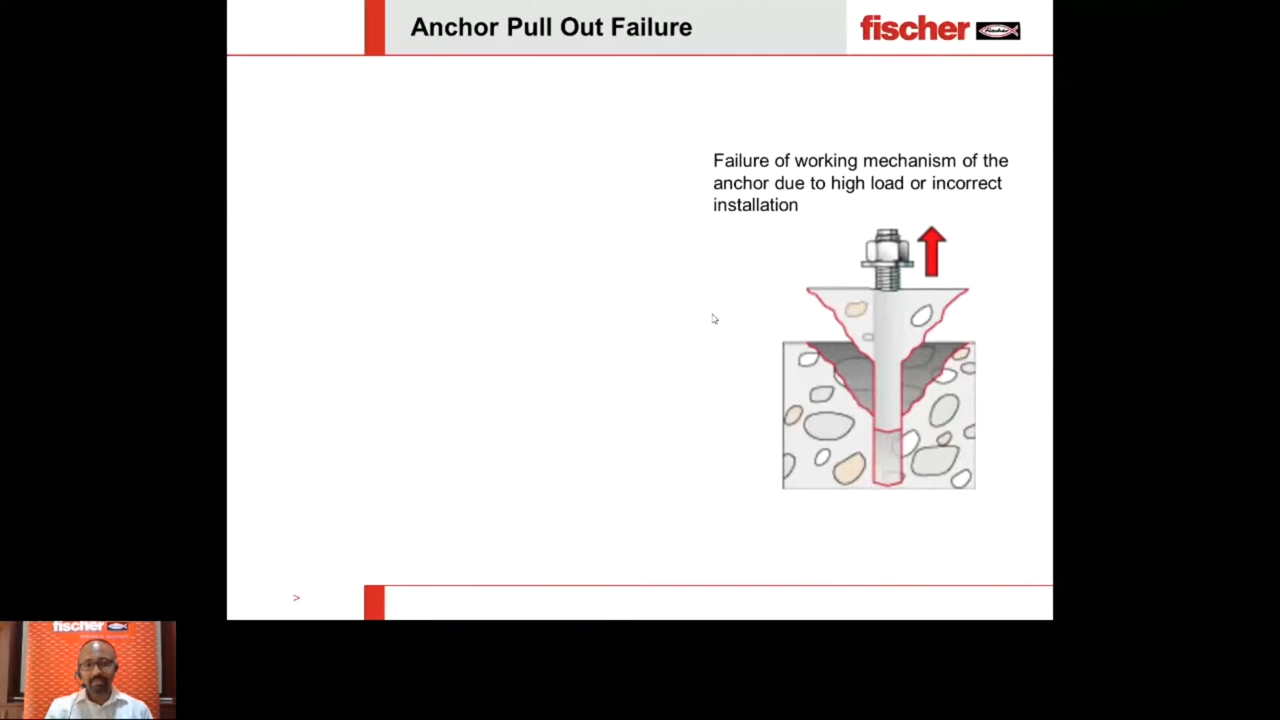 Anchor Pull Out Failure
fischer
fischer
Failure of working mechanism of the
anchor due to high load or incorrect
installation
>
fischer